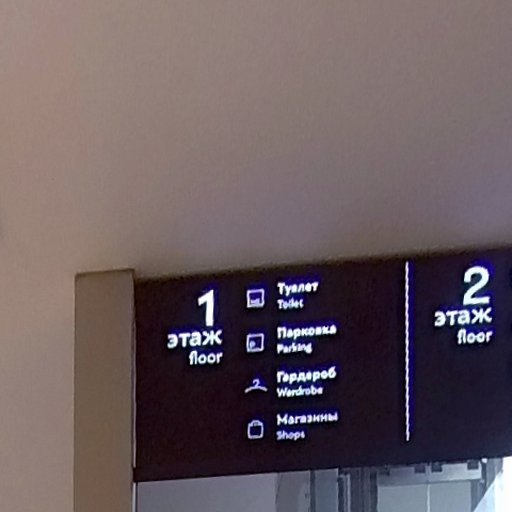 1
этаж
floor
Туалет
Toilet
Парковка
Parking
Гардероб
Wardrobe
Магазины
Shops
2
этаж
floor